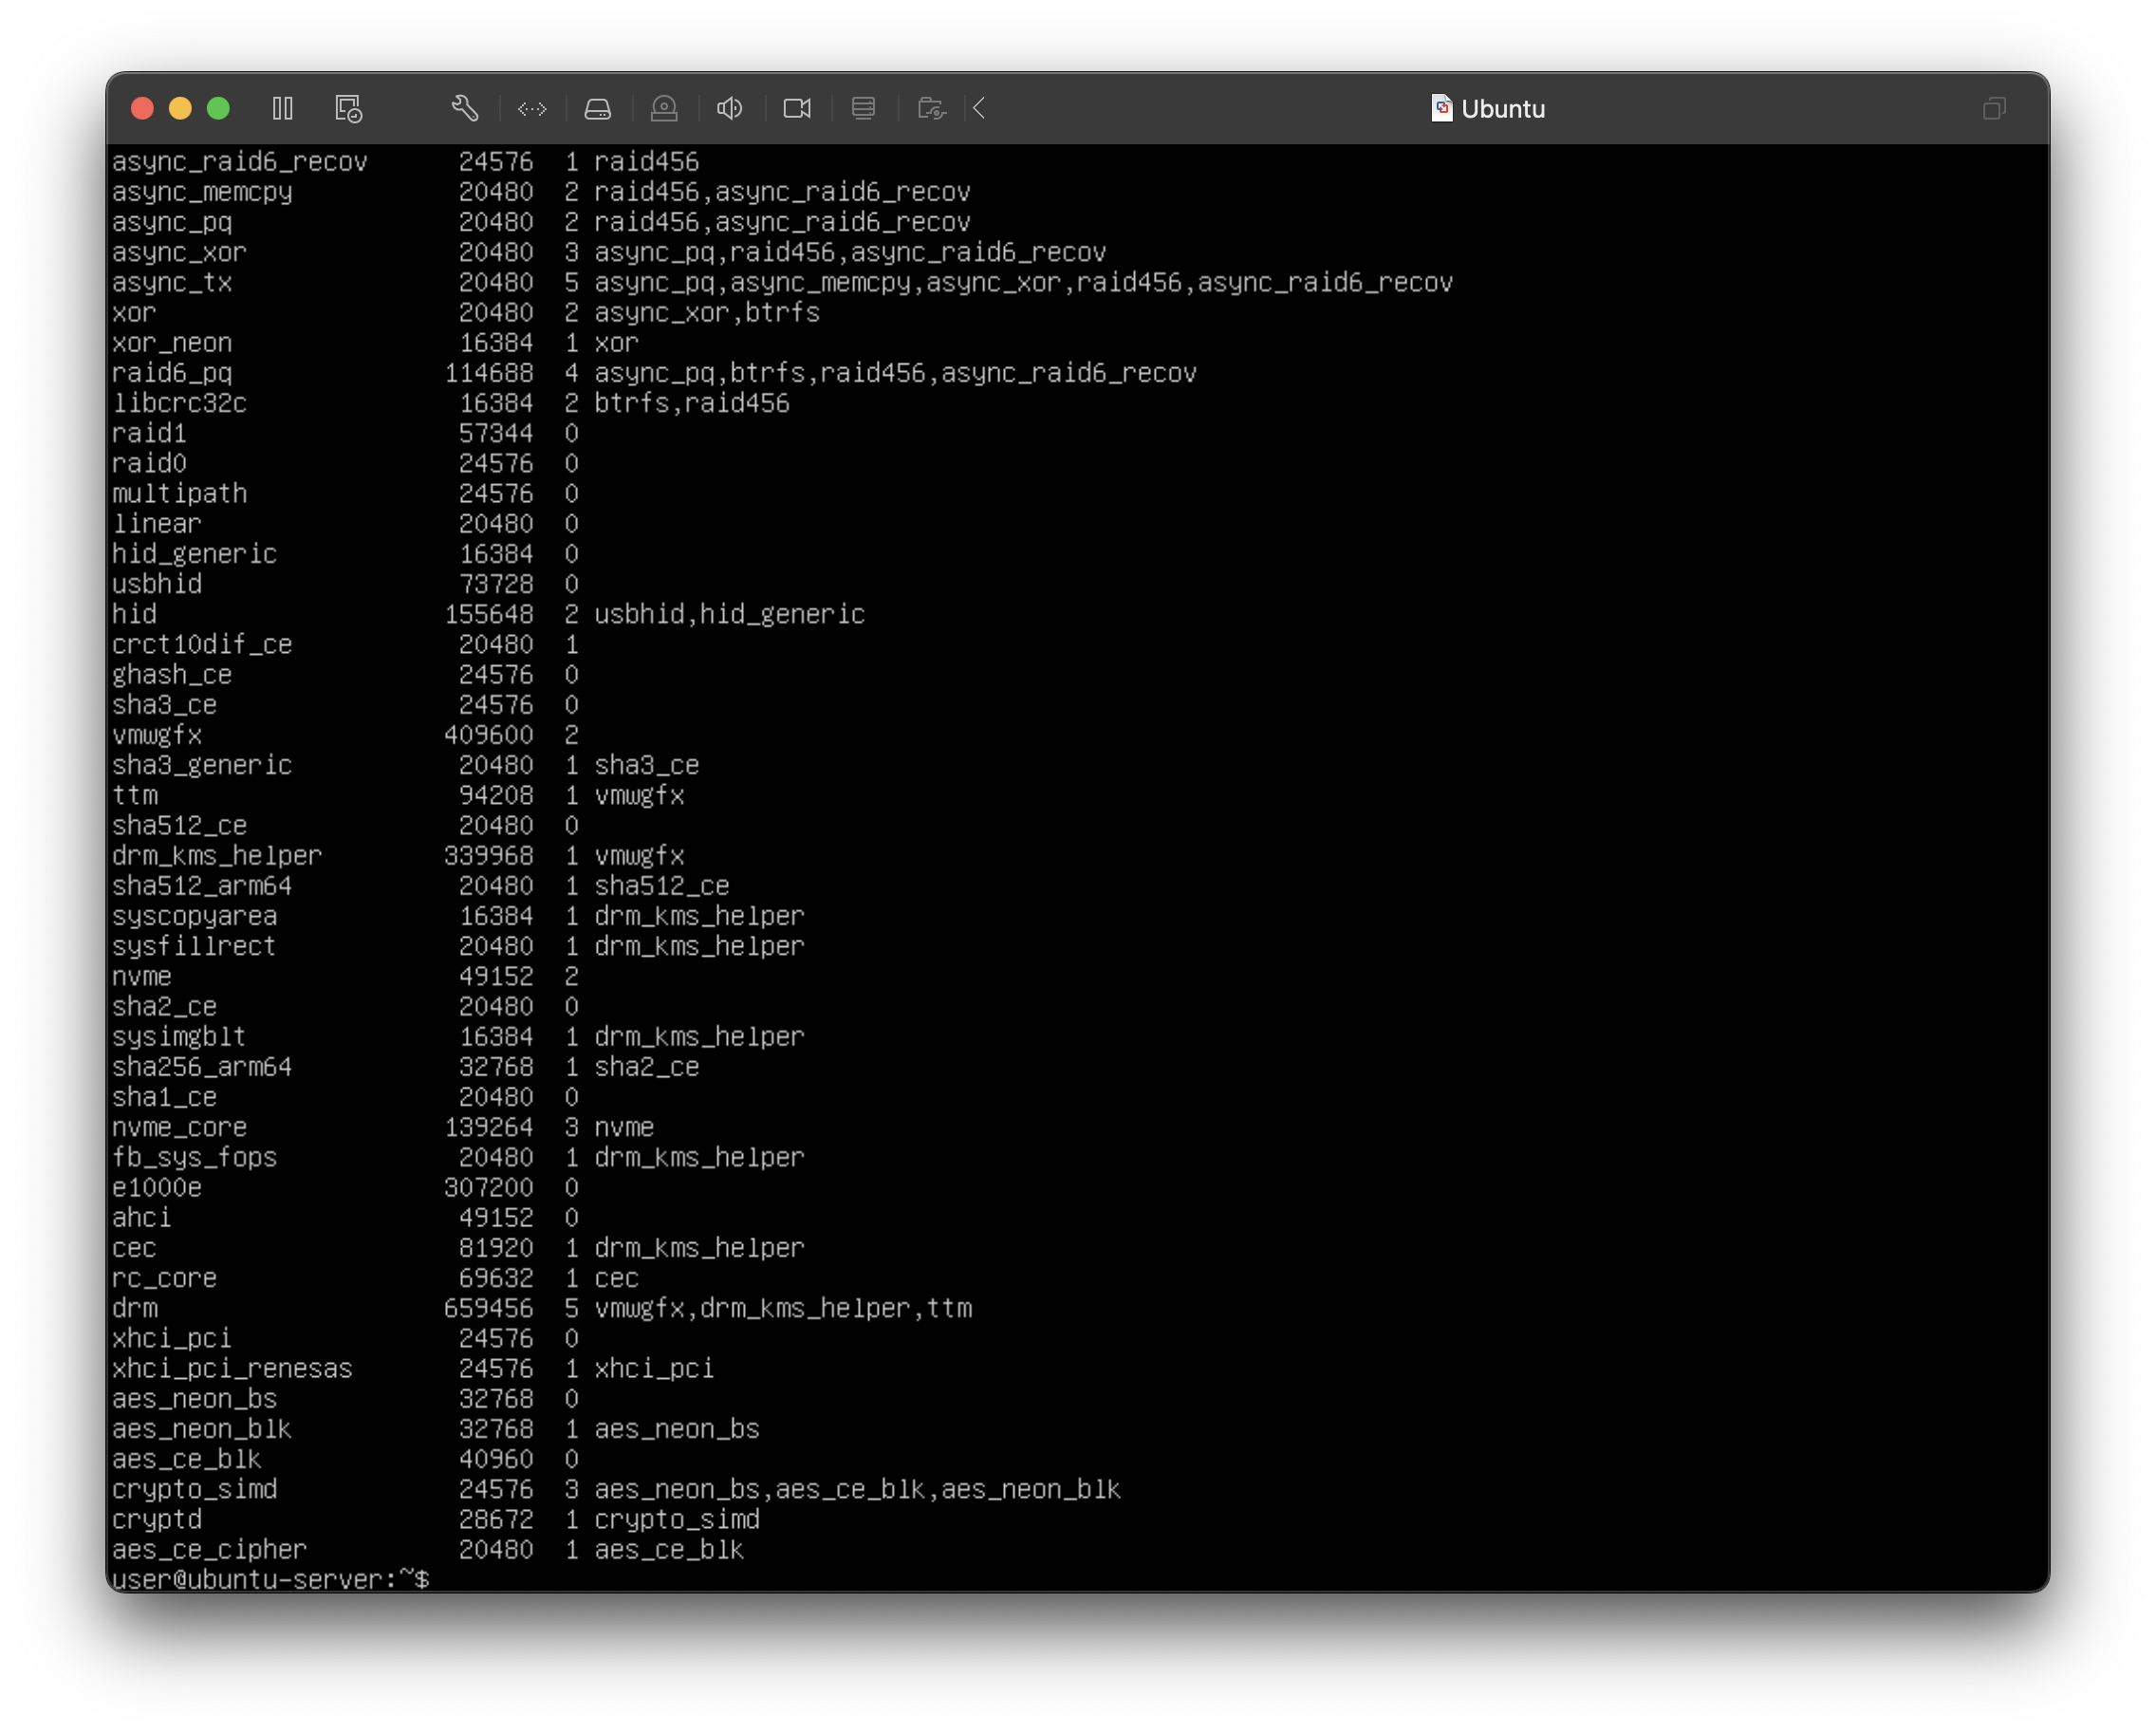 Ubuntu
async_raid6_recov      24576  1 raid456
async_memcpy           20480  2 raid456,async_raid6_recov
async_pq               20480  2 raid456,async_raid6_recov
async_xor              20480  3 async_pq,raid456,async_raid6_recov
async_tx               20480  5 async_pq,async_memcpy,async_xor,raid456,async_raid6_recov
xor                    20480  2 async_xor,btrfs
xor_neon               16384  1 xor
raid6_pq              114688  4 async_pq,btrfs,raid456,async_raid6_recov
libcrc32c              16384  2 btrfs,raid456
raid1                  57344  0
raid0                  24576  0
multipath              24576  0
linear                 20480  0
hid_generic            16384  0
usbhid                 73728  0
hid                   155648  2 usbhid,hid_generic
crct10dif_ce           20480  1
ghash_ce               24576  0
sha3_ce                24576  0
vmwgfx                409600  2
sha3_generic           20480  1 sha3_ce
ttm                    94208  1 vmwgfx
sha512_ce              20480  0
drm_kms_helper        339968  1 vmwgfx
sha512_arm64           20480  1 sha512_ce
syscopyarea            16384  1 drm_kms_helper
sysfillrect            20480  1 drm_kms_helper
nvme                   49152  2
sha2_ce                20480  0
sysimgblt              16384  1 drm_kms_helper
sha256_arm64           32768  1 sha2_ce
sha1_ce                20480  0
nvme_core             139264  3 nvme
fb_sys_fops            20480  1 drm_kms_helper
e1000e                307200  0
ahci                   49152  0
cec                    81920  1 drm_kms_helper
rc_core                69632  1 cec
drm                   659456  5 vmwgfx,drm_kms_helper,ttm
xhci_pci               24576  0
xhci_pci_renesas       24576  1 xhci_pci
aes_neon_bs            32768  0
aes_neon_blk           32768  1 aes_neon_bs
aes_ce_blk             40960  0
crypto_simd            24576  3 aes_neon_bs,aes_ce_blk,aes_neon_blk
cryptd                 28672  1 crypto_simd
aes_ce_cipher          20480  1 aes_ce_blk
user@ubuntu-server:~$